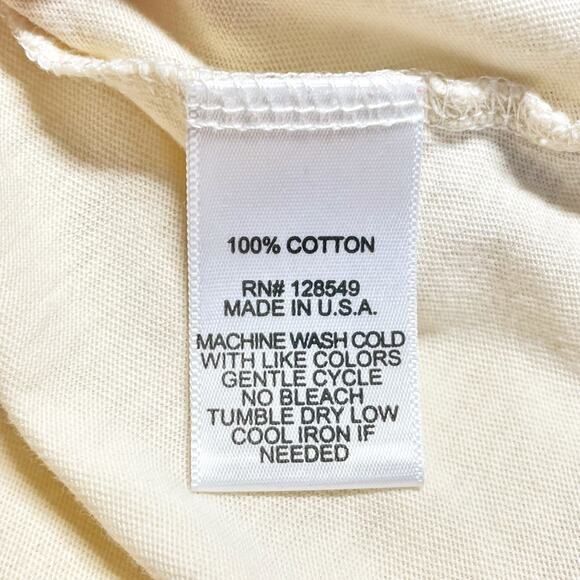 100% COTTON
RN# 128549
MADE IN U.S.A.
MACHINE WASH COLD
WITH LIKE COLORS
GENTLE CYCLE
NO BLEACH
TUMBLE DRY LOW
COOL IRON IF
NEEDED